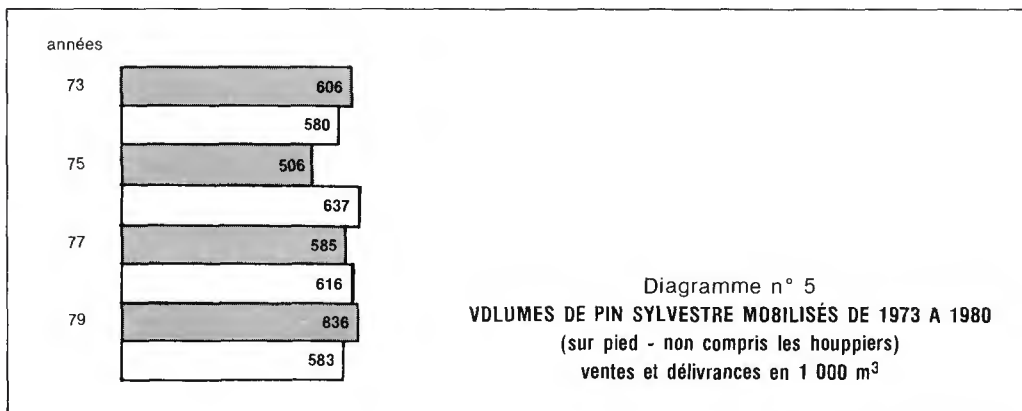 années
73
606
580
75
506
637
77
585
616
79
636
583
Diagramme n° 5
VOLUMES DE PIN SYLVESTRE MOBILISÉS DE 1973 A 1980
(sur pied - non compris les houppiers)
ventes et délivrances en 1 000 m³